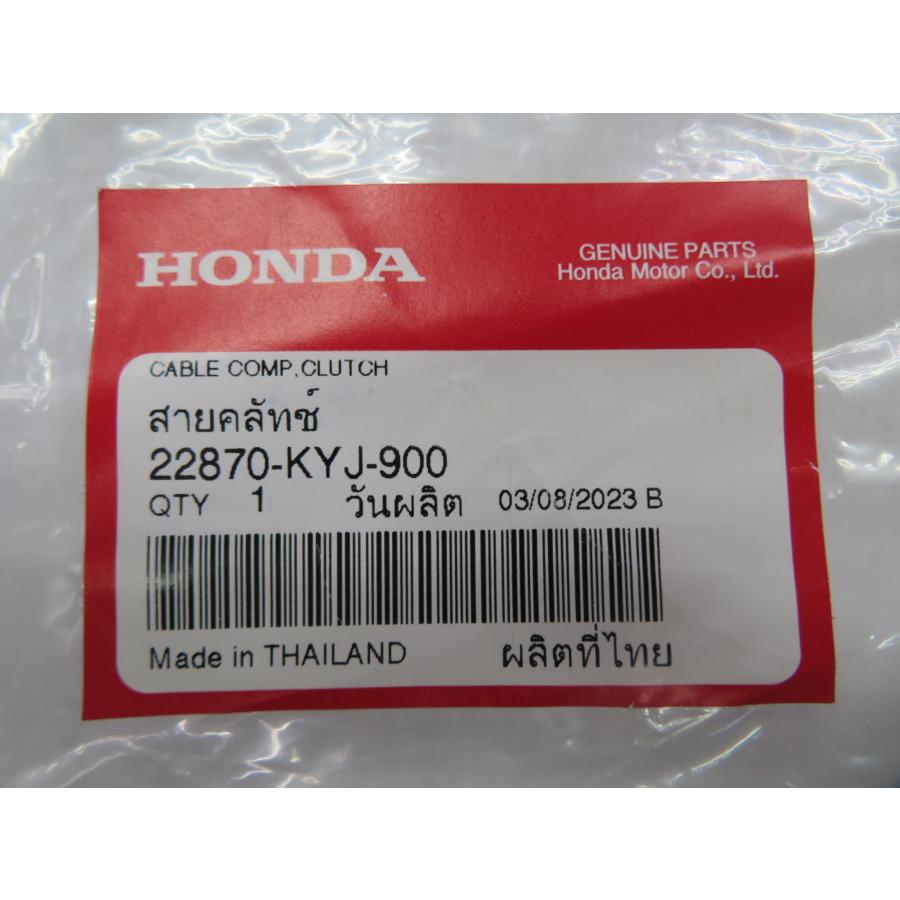 HONDA
GENUINE PARTS
Honda Motor Co., Ltd.
CABLE COMP,CLUTCH
สายคลัทช์
22870-KYJ-900
QTY 1 วันผลิต 03/08/2023 B
Made in THAILAND ผลิตที่ไทย